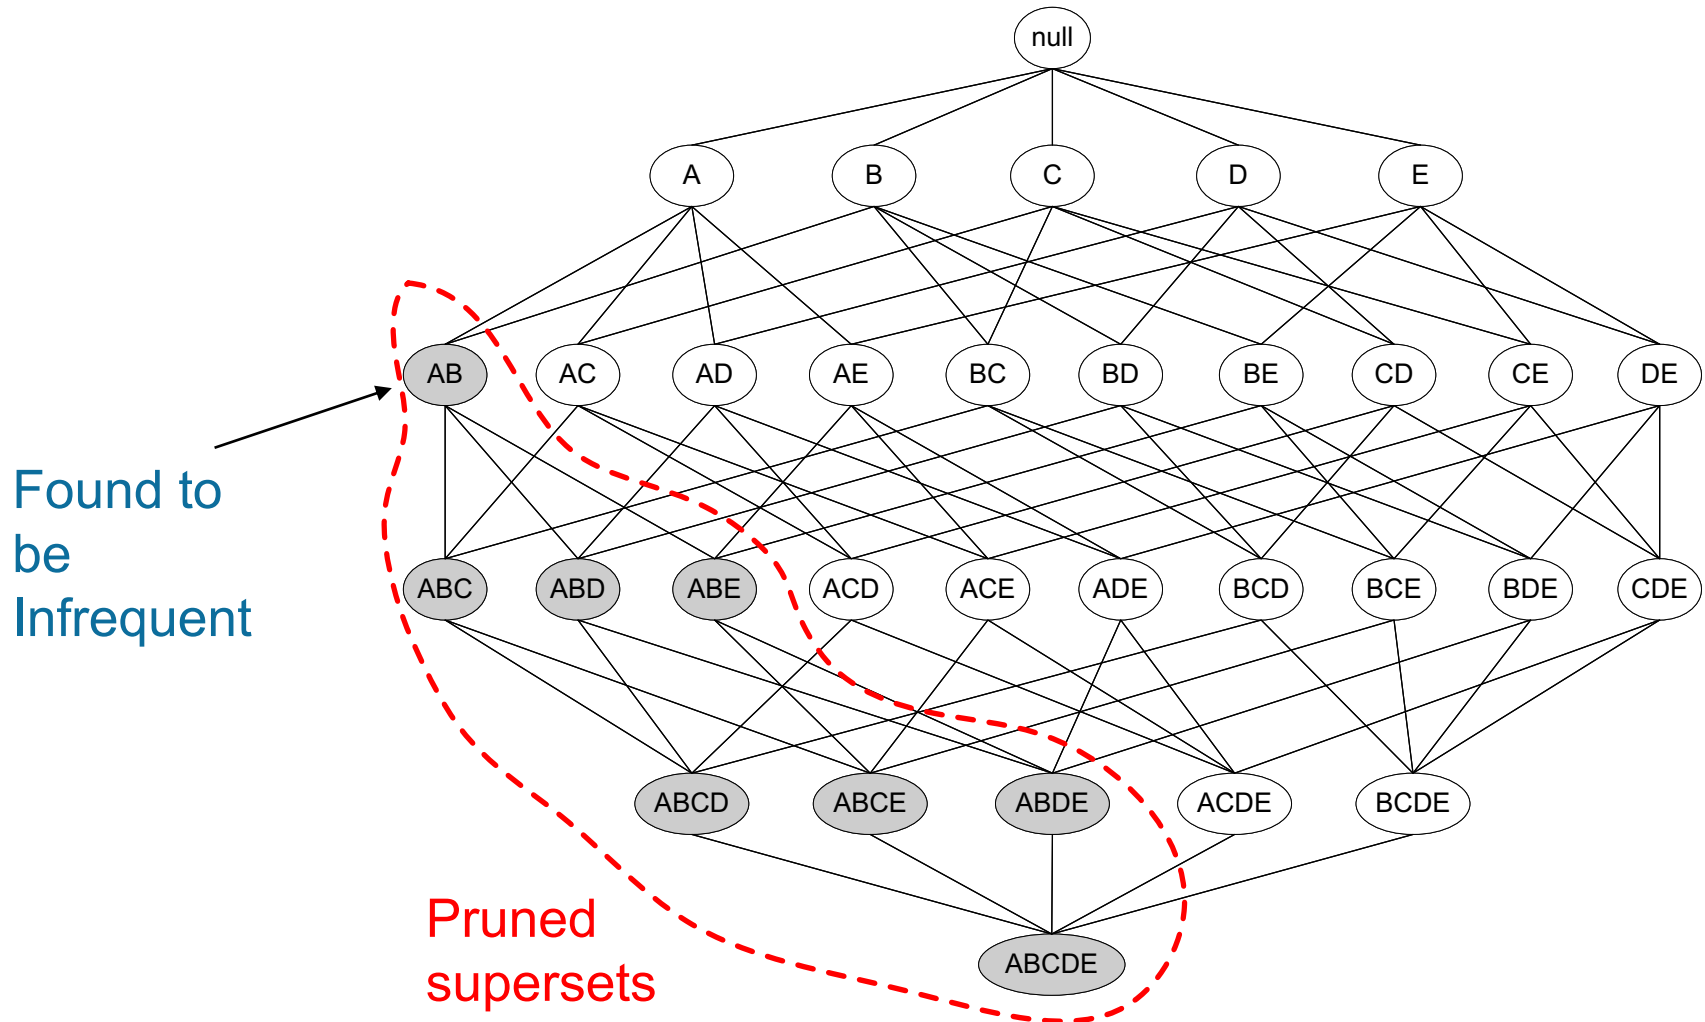 null
A B C D E
AB AC AD AE BC BD BE CD CE DE
Found to
be
Infrequent
ABC ABD ABE ACD ACE ADE BCD BCE BDE CDE
ABCD ABCE ABDE ACDE BCDE
Pruned
supersets
ABCDE